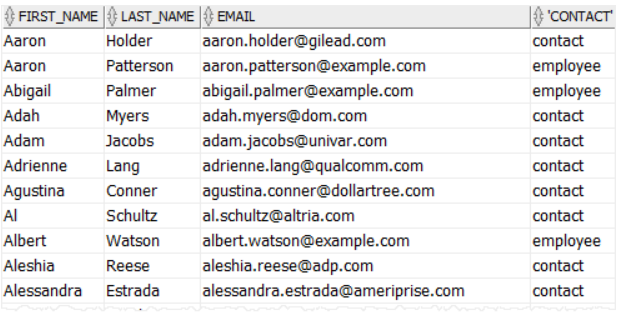 FIRST_NAME LAST_NAME EMAIL 'CONTACT'
Aaron Holder aaron.holder@gilead.com contact
Aaron Patterson aaron.patterson@example.com employee
Abigail Palmer abigail.palmer@example.com employee
Adah Myers adah.myers@dom.com contact
Adam Jacobs adam.jacobs@univar.com contact
Adrienne Lang adrienne.lang@qualcomm.com contact
Agustina Conner agustina.conner@dollartree.com contact
Al Schultz al.schultz@altria.com contact
Albert Watson albert.watson@example.com employee
Aleshia Reese aleshia.reese@adp.com contact
Alessandra Estrada alessandra.estrada@ameriprise.com contact